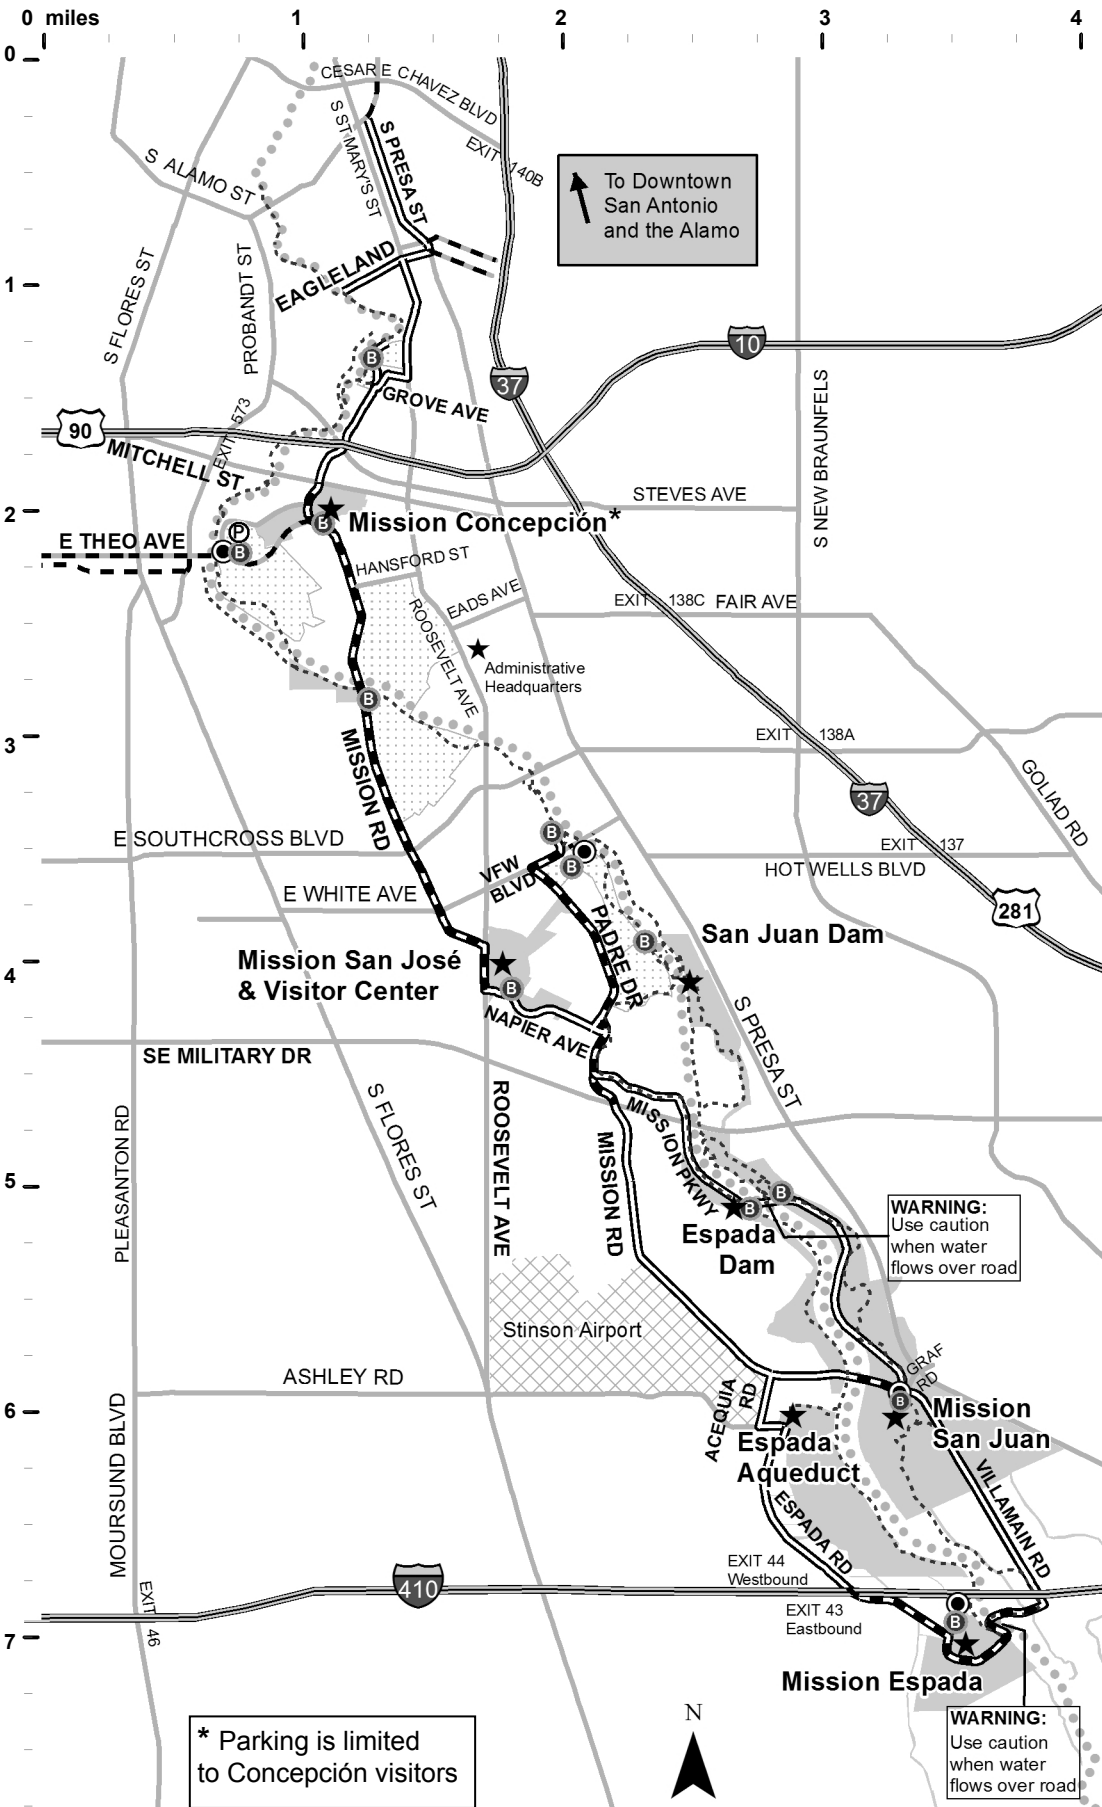 0 miles
1
2
3
4
0
1
2
3
4
5
6
7
CESAR E CHAVEZ BLVD
S ST MARY'S ST
S PRESA ST
EXIT 140B
S ALAMO ST
To Downtown
San Antonio
and the Alamo
S FLORES ST
PROBANDT ST
EAGLELAND
B
10
37
GROVE AVE
90
EXIT 573
MITCHELL ST
S NEW BRAUNFELS
STEVES AVE
Mission Concepción*
B
P
B
E THEO AVE
HANSFORD ST
EADS AVE
ROOSEVELT AVE
EXIT 138C
FAIR AVE
Administrative
Headquarters
B
MISSION RD
EXIT 138A
GOLIAD RD
37
E SOUTHCROSS BLVD
B
B
EXIT 137
HOT WELLS BLVD
VFW
BLVD
E WHITE AVE
281
PADRE DR
B
San Juan Dam
Mission San José
& Visitor Center
B
NAPIER AVE
S PRESA ST
SE MILITARY DR
S FLORES ST
ROOSEVELT AVE
PLEASANTON RD
MISSION PKWY
MISSION RD
B
B
Espada
Dam
WARNING:
Use caution
when water
flows over road
Stinson Airport
GRAF
RD
ASHLEY RD
ACEQUIA
RD
B
Mission
San Juan
Espada
Aqueduct
MOURSUND BLVD
ESPADA RD
VILLAMAIN RD
EXIT 44
Westbound
410
EXIT 46
EXIT 43
Eastbound
B
Mission Espada
N
WARNING:
Use caution
when water
flows over road
* Parking is limited
to Concepción visitors